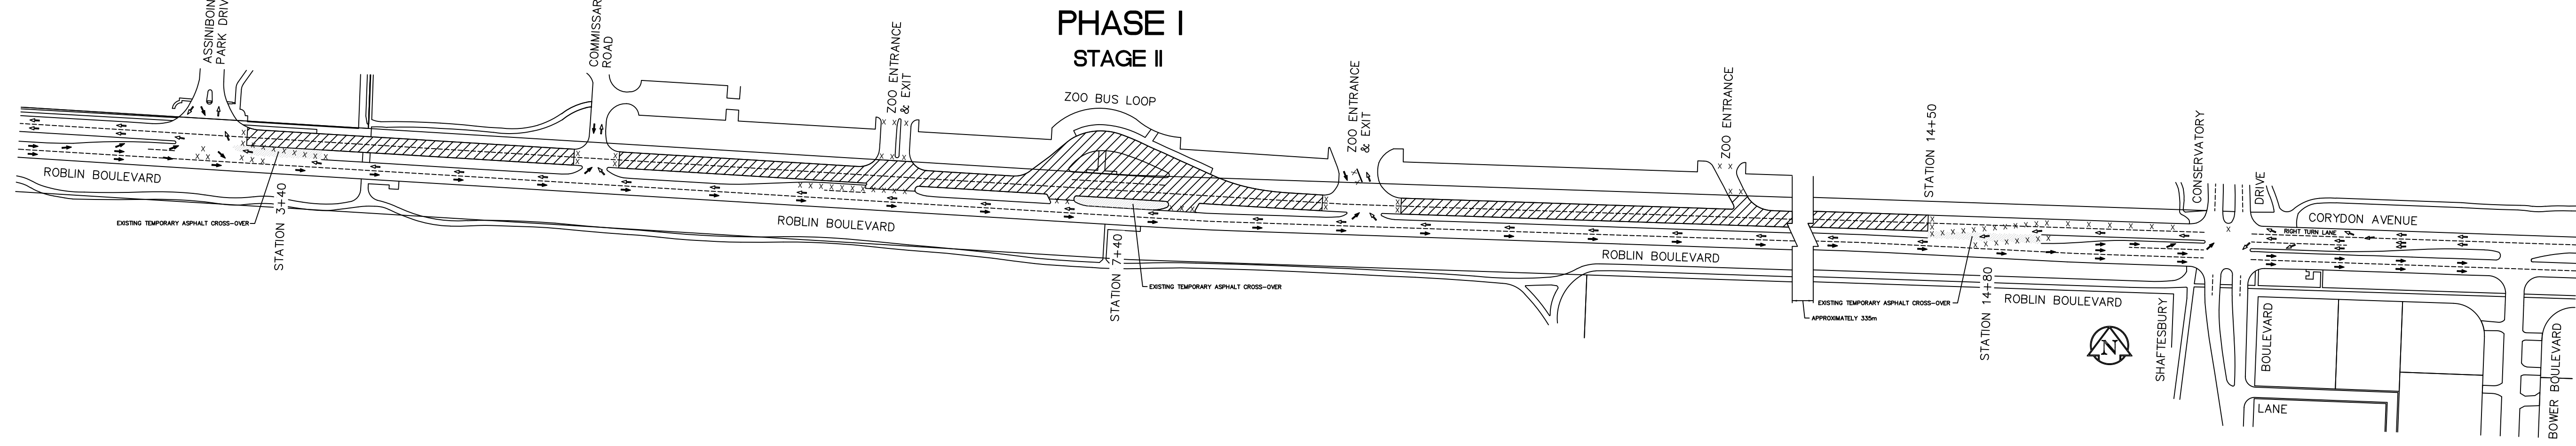 PHASE I
STAGE II
ASSINIBOIN
PARK DRIV
COMMISSAR
ROAD
ZOO ENTRANCE
& EXIT
ZOO BUS LOOP
ZOO ENTRANCE
& EXIT
ZOO ENTRANCE
STATION 14+50
CONSERVATORY
DRIVE
CORYDON AVENUE
RIGHT TURN LANE
ROBLIN BOULEVARD
EXISTING TEMPORARY ASPHALT CROSS-OVER
STATION 3+40
ROBLIN BOULEVARD
STATION 7+40
EXISTING TEMPORARY ASPHALT CROSS-OVER
ROBLIN BOULEVARD
EXISTING TEMPORARY ASPHALT CROSS-OVER
APPROXIMATELY 335m
STATION 14+80
ROBLIN BOULEVARD
N
SHAFTESBURY
BOULEVARD
LANE
BOWER BOULEVARD